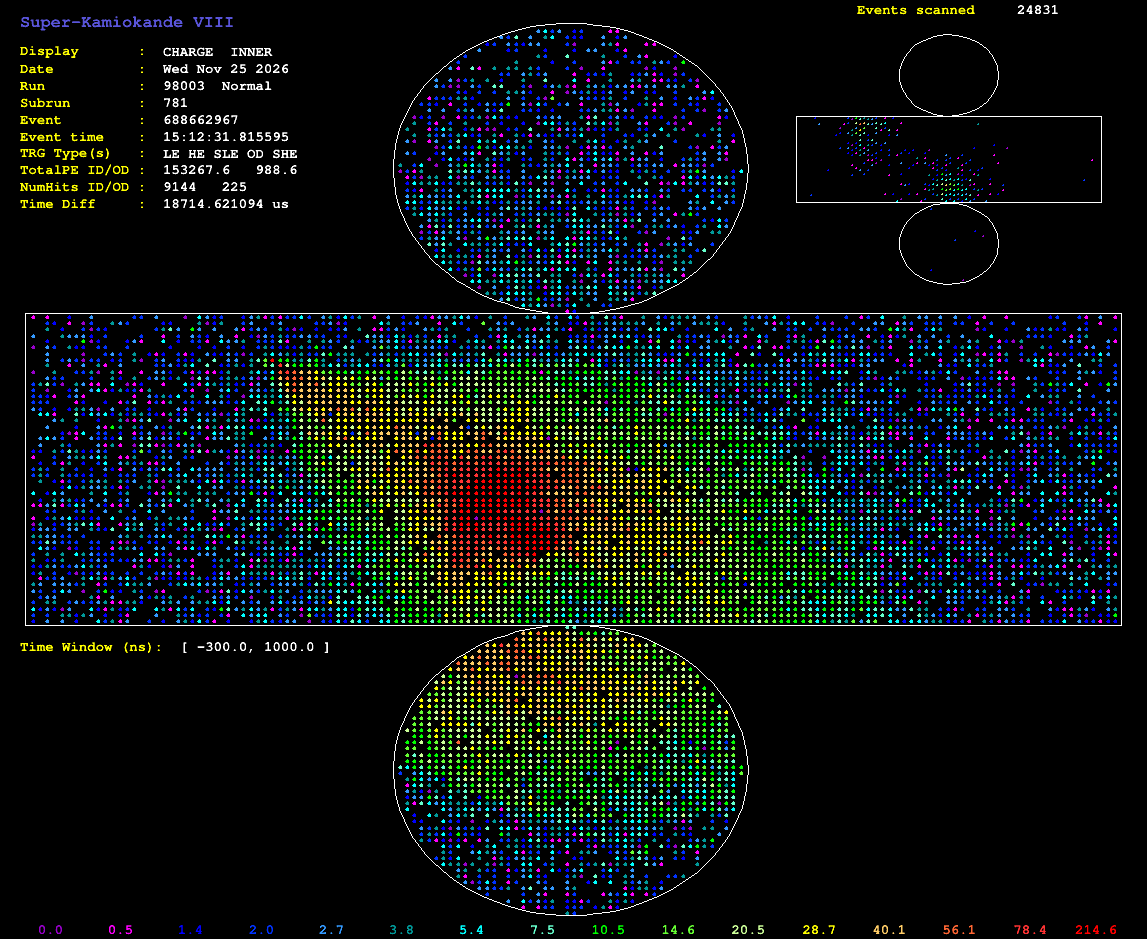 Super-Kamiokande VIII
Events scanned 24831
Display : CHARGE INNER
Date : Wed Nov 25 2026
Run : 98003 Normal
Subrun : 781
Event : 688662967
Event time : 15:12:31.815595
TRG Type(s) : LE HE SLE OD SHE
TotalPE ID/OD : 153267.6 988.6
NumHits ID/OD : 9144 225
Time Diff : 18714.621094 us
Time Window (ns): [ -300.0, 1000.0 ]
0.0 0.5 1.4 2.0 2.7 3.8 5.4 7.5 10.5 14.6 20.5 28.7 40.1 56.1 78.4 214.6